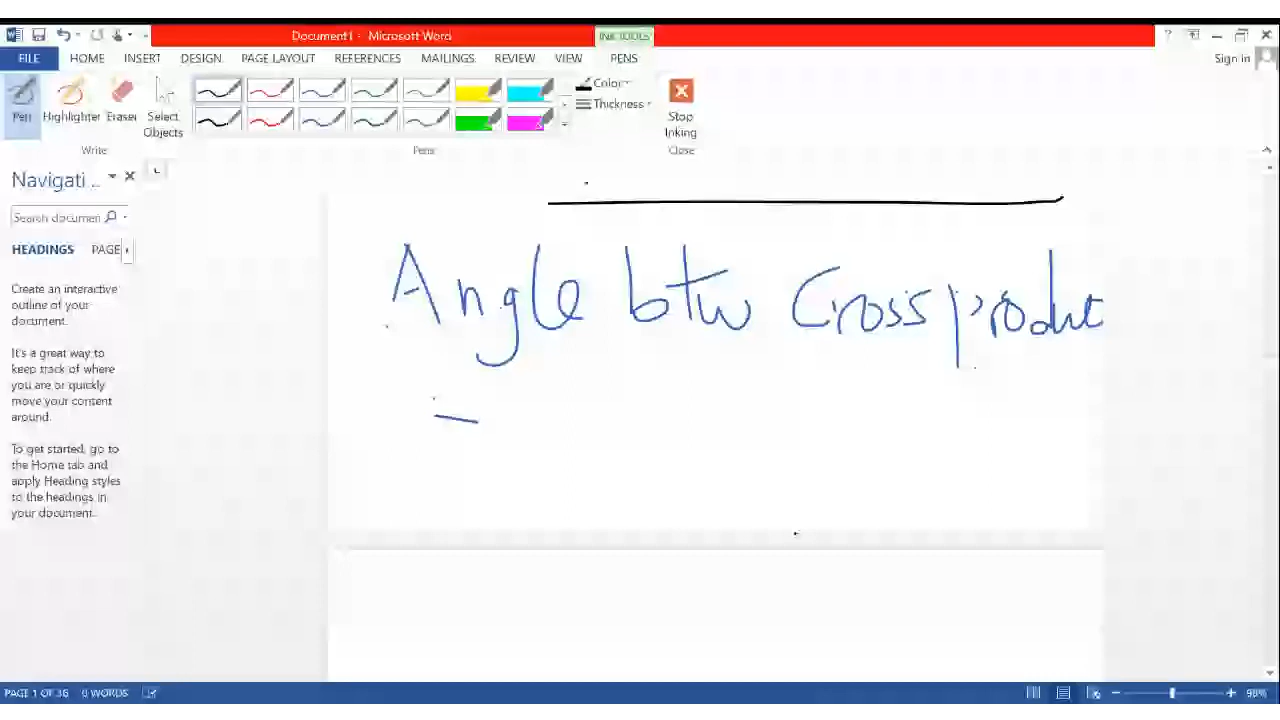 Document1 - Microsoft Word
INK TOOLS
Sign in
FILE HOME INSERT DESIGN PAGE LAYOUT REFERENCES MAILINGS REVIEW VIEW PENS
Pen Highlighter Eraser Select Objects
Color
Thickness
Stop Inking
Write Pens Close
Navigati ...
Search documen
HEADINGS PAGE
Create an interactive
outline of your
document.
It's a great way to
keep track of where
you are or quickly
move your content
around.
To get started, go to
the Home tab and
apply Heading styles
to the headings in
your document.
Angle btw Cross product
PAGE 1 OF 36 0 WORDS
98%